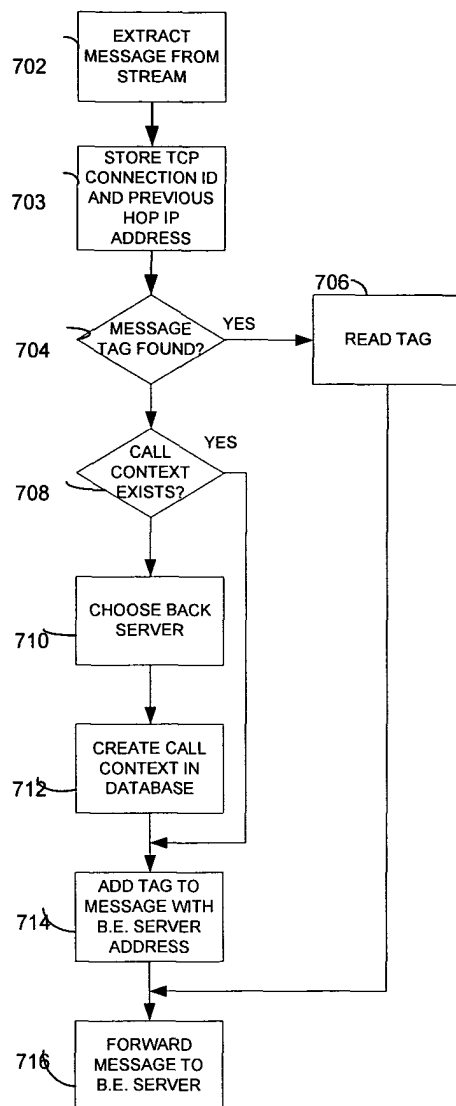 702
EXTRACT
MESSAGE FROM
STREAM
703
STORE TCP
CONNECTION ID
AND PREVIOUS
HOP IP
ADDRESS
704
MESSAGE
TAG FOUND?
YES
706
READ TAG
708
CALL
CONTEXT
EXISTS?
YES
710
CHOOSE BACK
SERVER
712
CREATE CALL
CONTEXT IN
DATABASE
714
ADD TAG TO
MESSAGE WITH
B.E. SERVER
ADDRESS
716
FORWARD
MESSAGE TO
B.E. SERVER